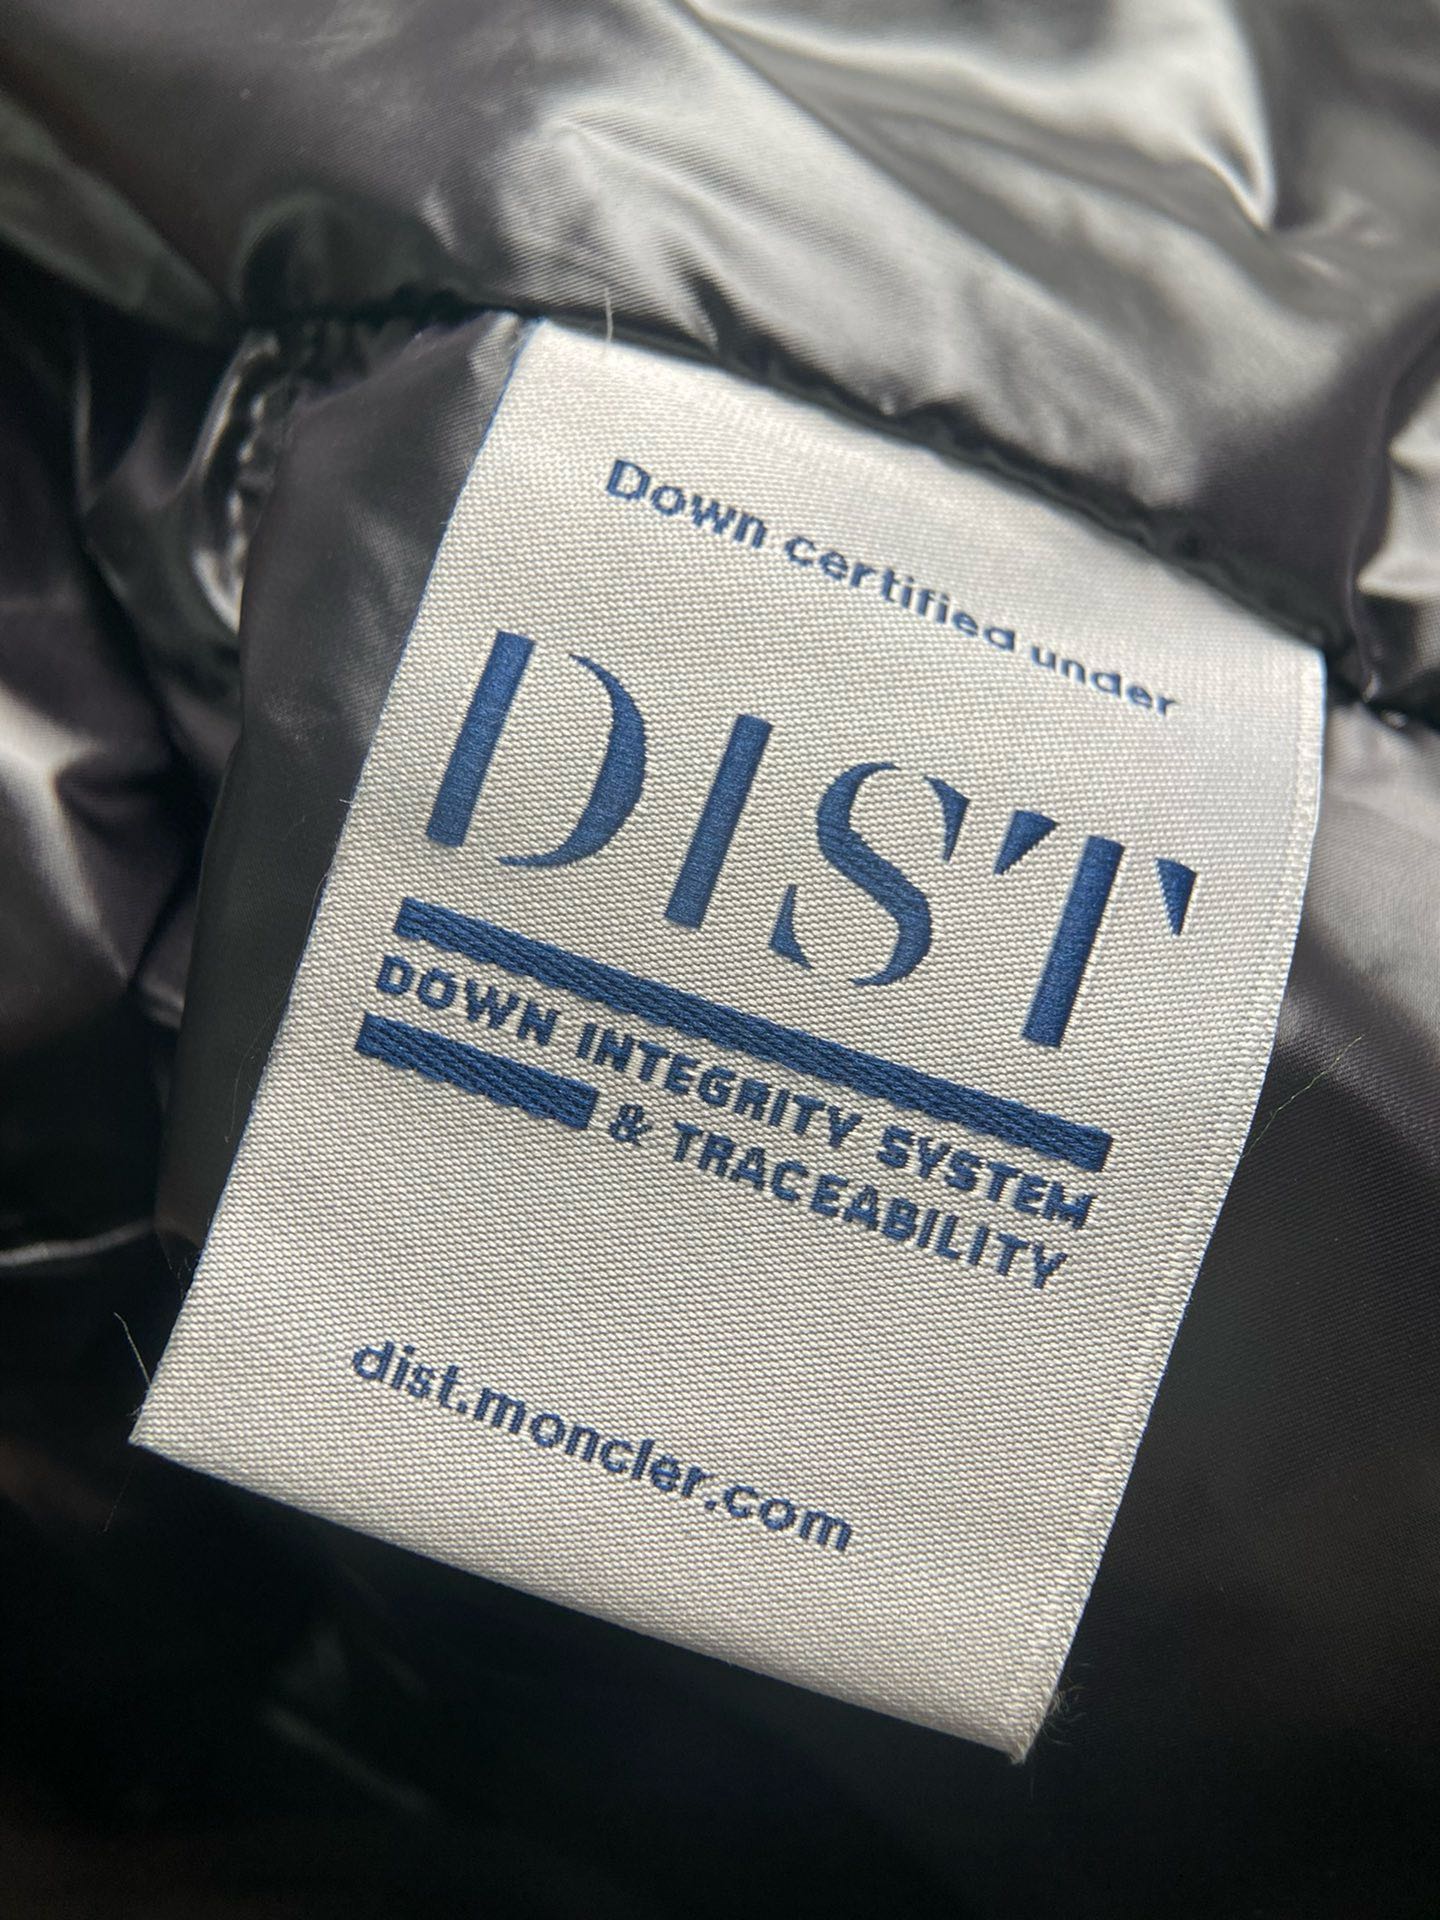 Down certified under
DIST
DOWN INTEGRITY SYSTEM
& TRACEABILITY
dist.moncler.com